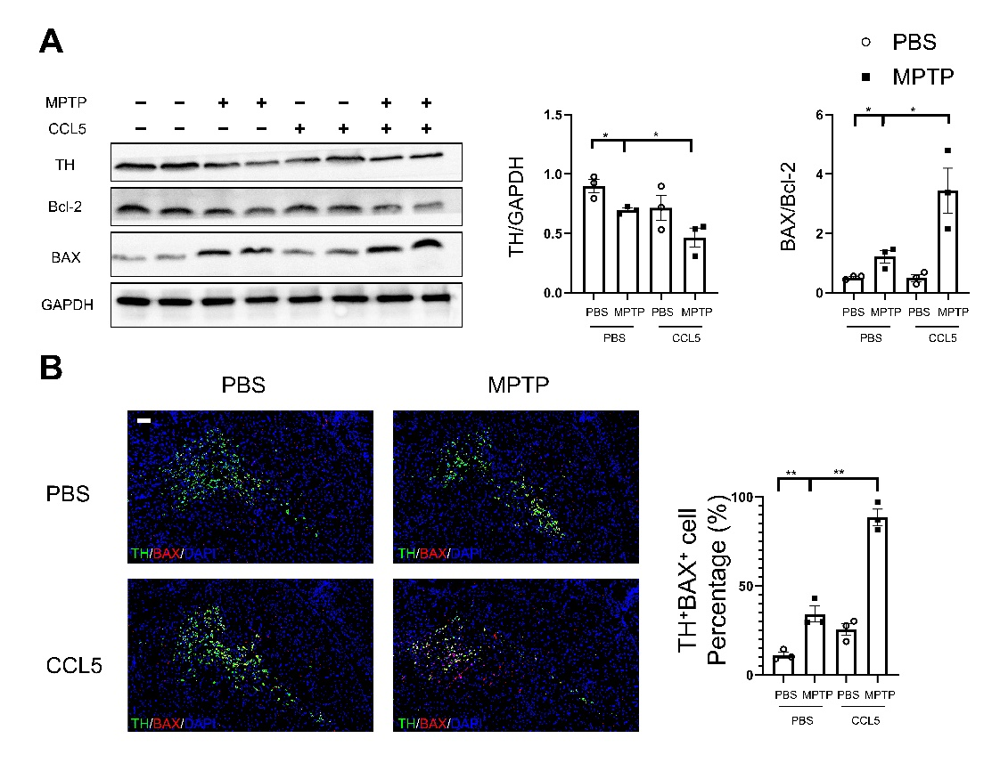 A
PBS
MPTP
MPTP − − + + − − + +
CCL5 − − − − + + + +
TH
Bcl-2
BAX
GAPDH
TH/GAPDH
1.5
1.0
0.5
0.0
* *
PBS MPTP PBS MPTP
PBS CCL5
BAX/Bcl-2
6
4
2
0
* *
PBS MPTP PBS MPTP
PBS CCL5
B
PBS MPTP
PBS
TH/BAX/DAPI TH/BAX/DAPI
CCL5
TH/BAX/DAPI TH/BAX/DAPI
TH⁺BAX⁺ cell
Percentage (%)
100
50
0
** **
PBS MPTP PBS MPTP
PBS CCL5